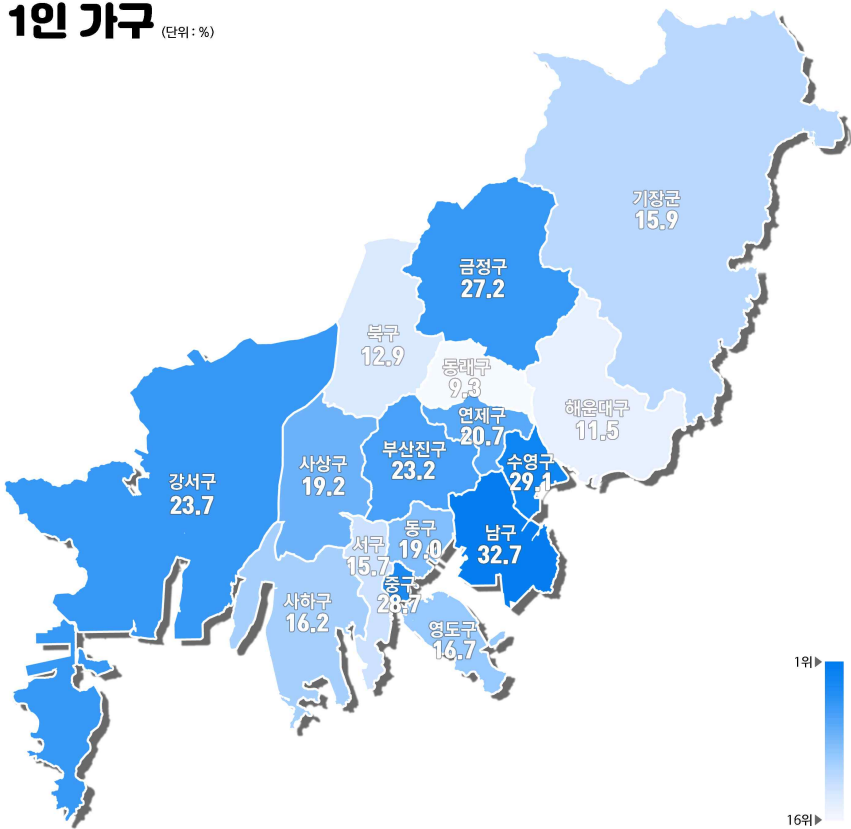 1인 가구 (단위 : %)
기장군
15.9
금정구
27.2
북구
12.9
동래구
9.3
해운대구
11.5
연제구
20.7
부산진구
23.2
수영구
29.1
사상구
19.2
강서구
23.7
동구
19.0
남구
32.7
서구
15.7
중구
28.7
사하구
16.2
영도구
16.7
1위
16위